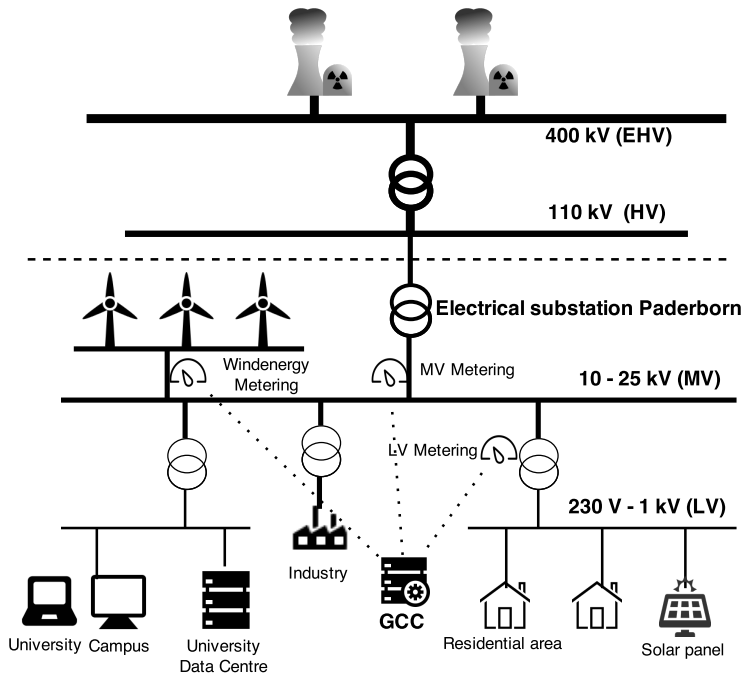 400 kV (EHV)
110 kV (HV)
Electrical substation Paderborn
Windenergy
Metering
MV Metering
10 - 25 kV (MV)
LV Metering
230 V - 1 kV (LV)
Industry
GCC
University
Campus
University
Data Centre
Residential area
Solar panel